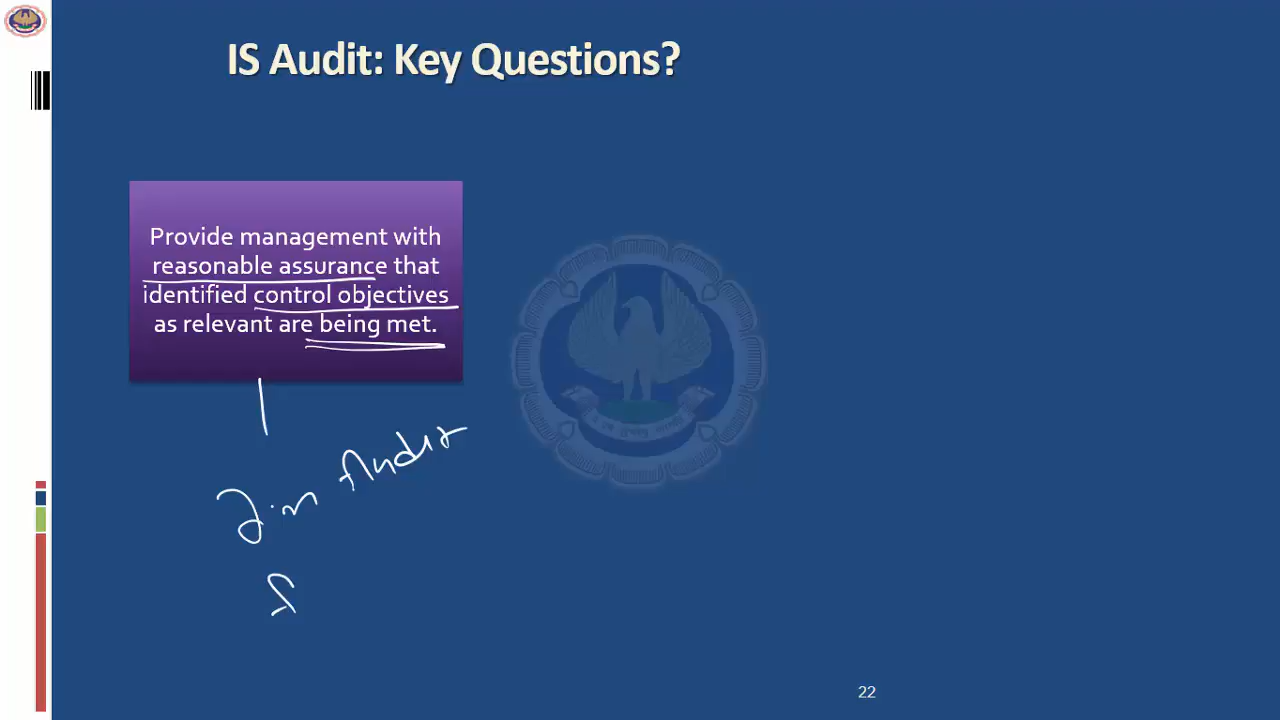 IS Audit: Key Questions?
Provide management with
reasonable assurance that
identified control objectives
as relevant are being met.
Fin Audit
22